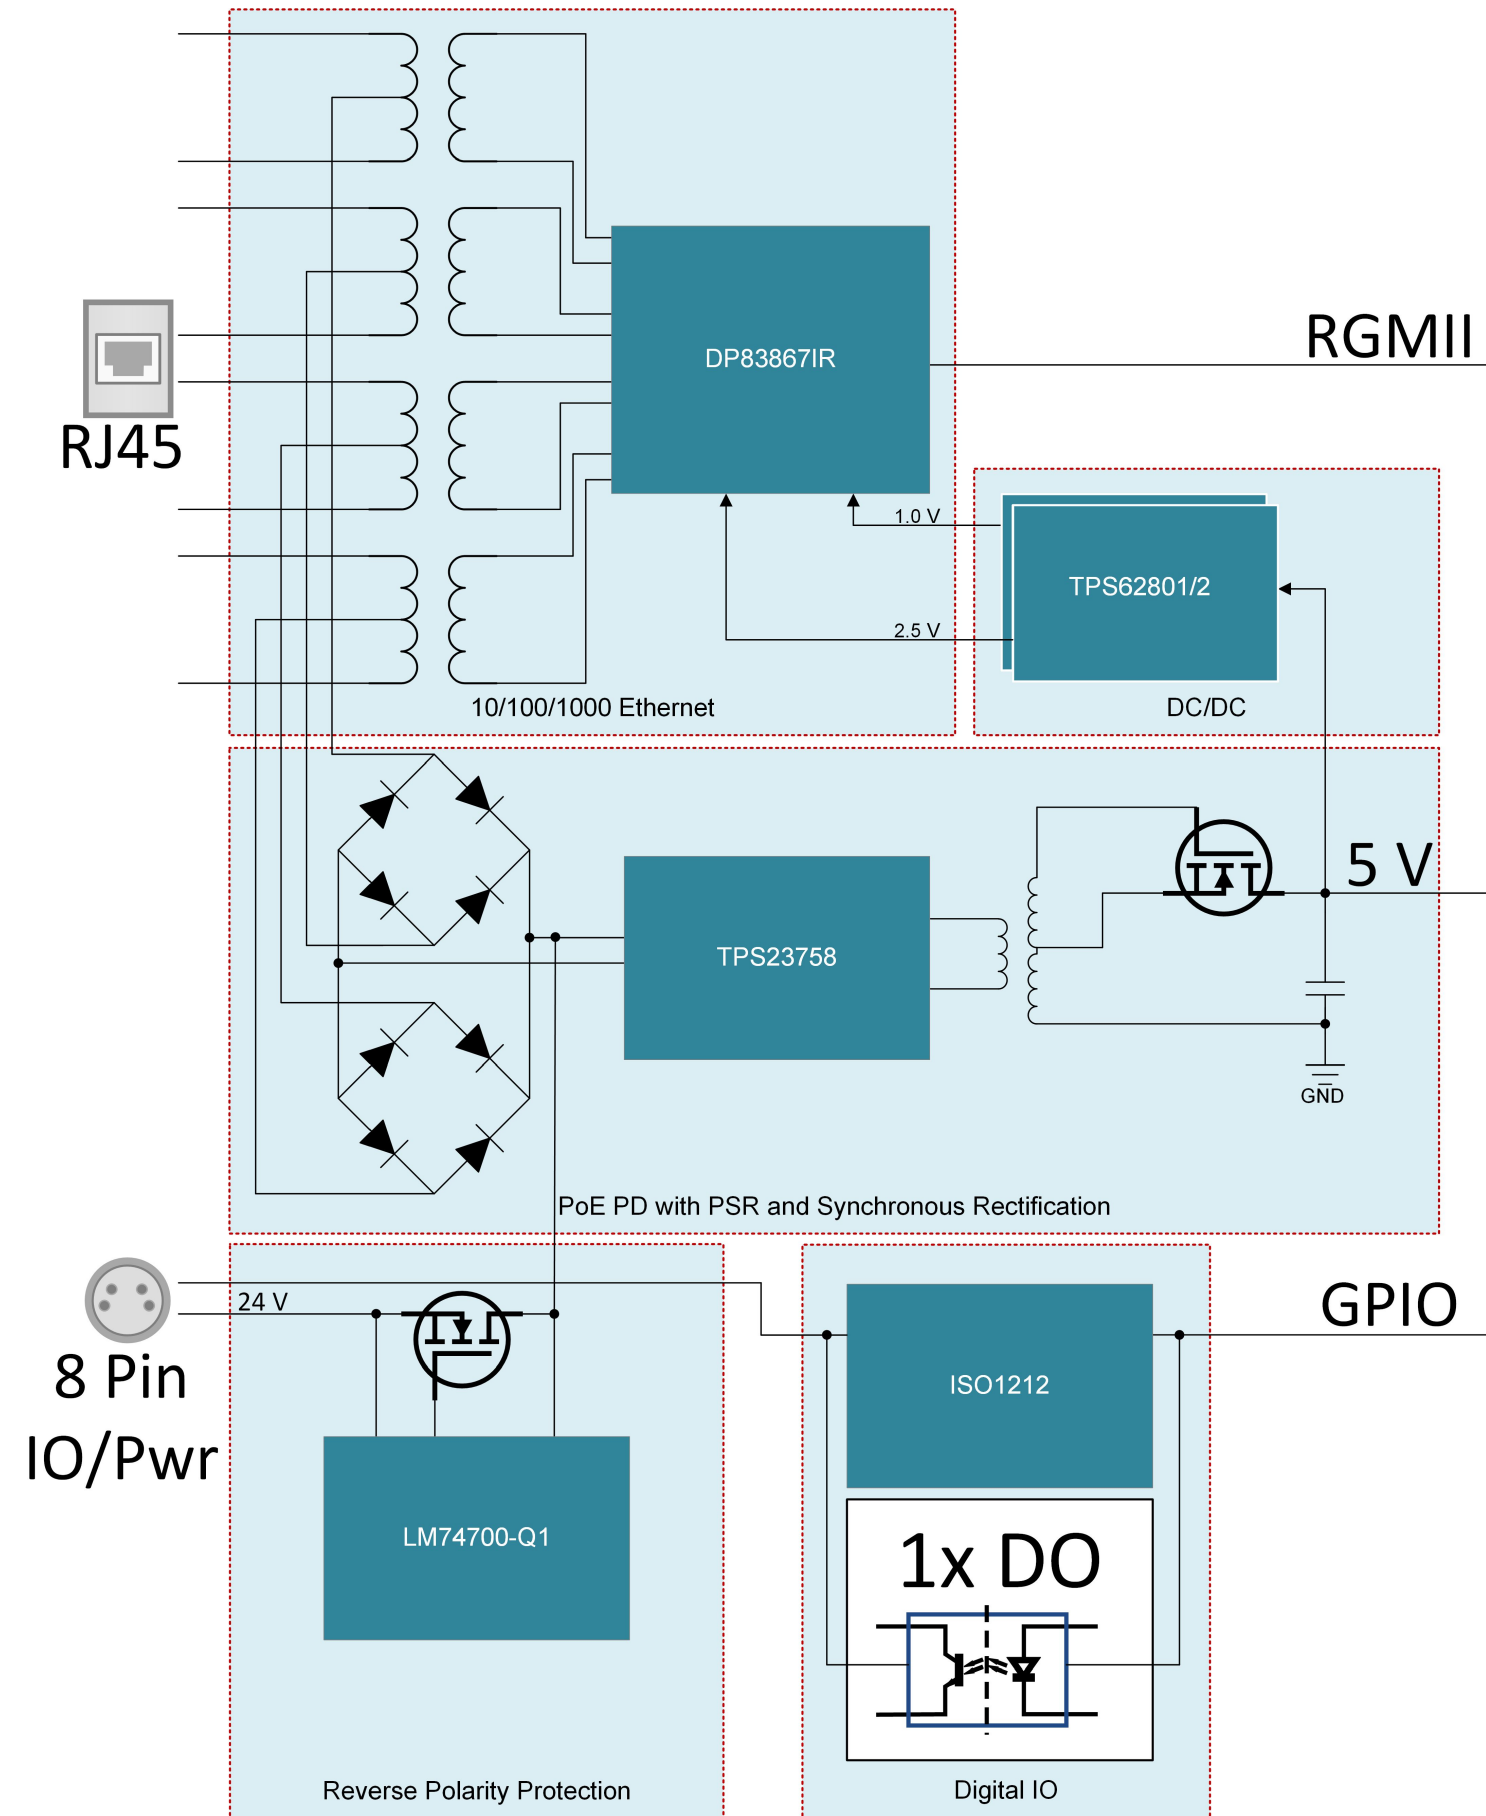 RGMII
DP83867IR
RJ45
1.0 V
TPS62801/2
2.5 V
10/100/1000 Ethernet
DC/DC
5 V
TPS23758
GND
PoE PD with PSR and Synchronous Rectification
24 V
GPIO
8 Pin
IO/Pwr
ISO1212
LM74700-Q1
1x DO
Reverse Polarity Protection
Digital IO